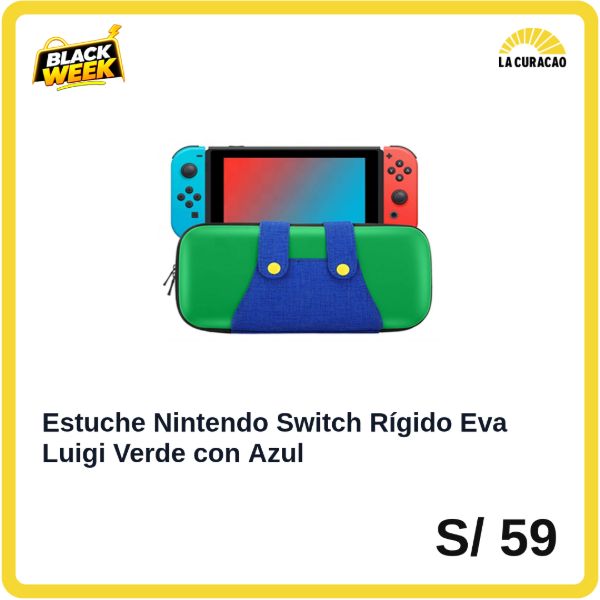 BLACK
WEEK
LA CURACAO
Estuche Nintendo Switch Rígido Eva
Luigi Verde con Azul
S/ 59